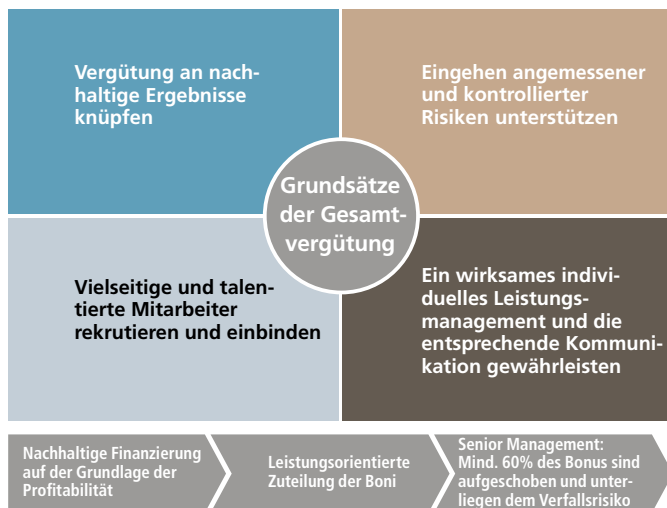 Vergütung an nach-
haltige Ergebnisse
knüpfen
Eingehen angemessener
und kontrollierter
Risiken unterstützen
Grundsätze
der Gesamt-
vergütung
Vielseitige und talen-
tierte Mitarbeiter
rekrutieren und einbinden
Ein wirksames indivi-
duelles Leistungs-
management und die
entsprechende Kommuni-
kation gewährleisten
Nachhaltige Finanzierung
auf der Grundlage der
Profitabilität
Leistungsorientierte
Zuteilung der Boni
Senior Management:
Mind. 60% des Bonus sind
aufgeschoben und unter-
liegen dem Verfallsrisiko